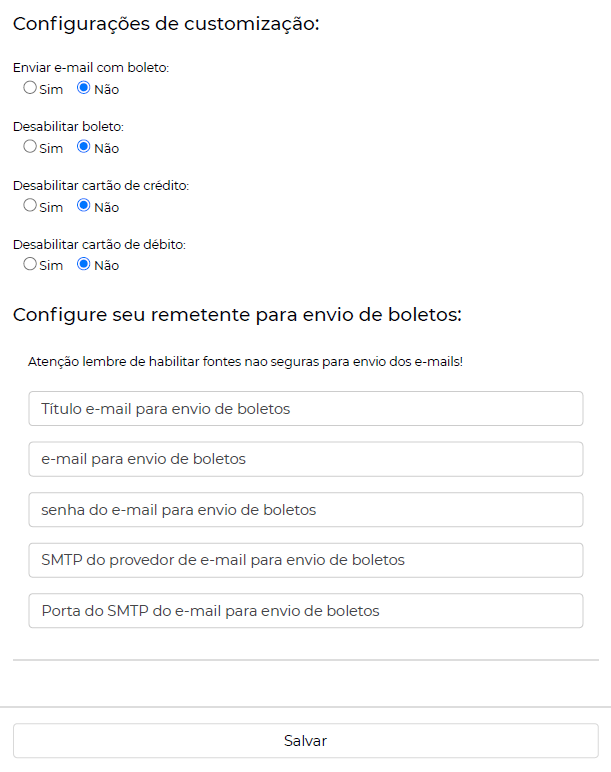 Configurações de customização:
Enviar e-mail com boleto:
Sim Não
Desabilitar boleto:
Sim Não
Desabilitar cartão de crédito:
Sim Não
Desabilitar cartão de débito:
Sim Não
Configure seu remetente para envio de boletos:
Atenção lembre de habilitar fontes nao seguras para envio dos e-mails!
Título e-mail para envio de boletos
e-mail para envio de boletos
senha do e-mail para envio de boletos
SMTP do provedor de e-mail para envio de boletos
Porta do SMTP do e-mail para envio de boletos
Salvar